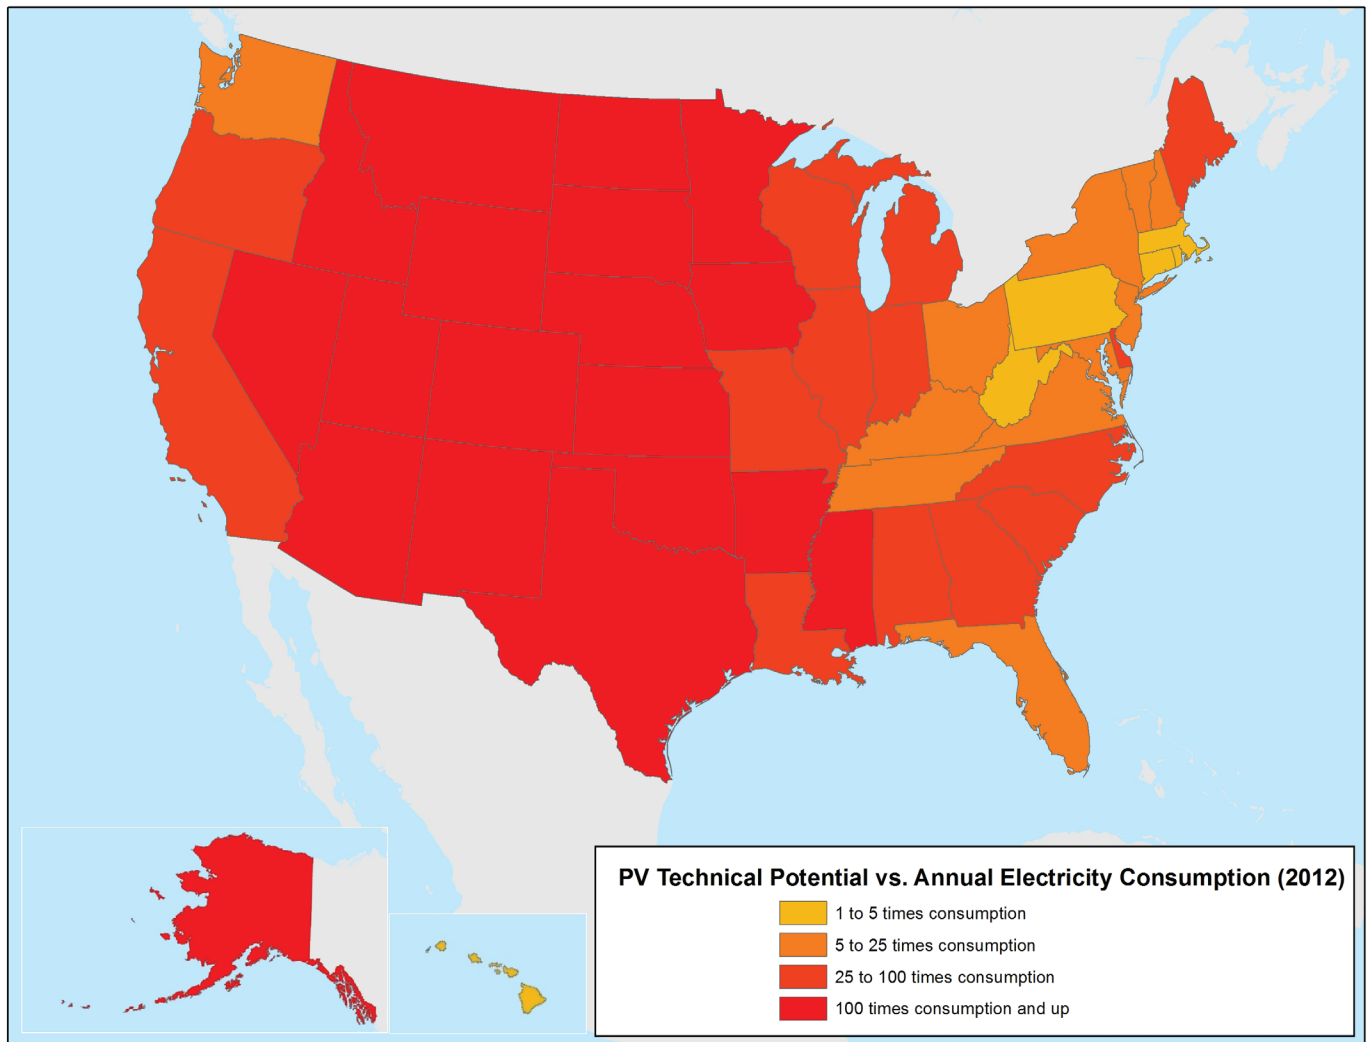 PV Technical Potential vs. Annual Electricity Consumption (2012)
1 to 5 times consumption
5 to 25 times consumption
25 to 100 times consumption
100 times consumption and up